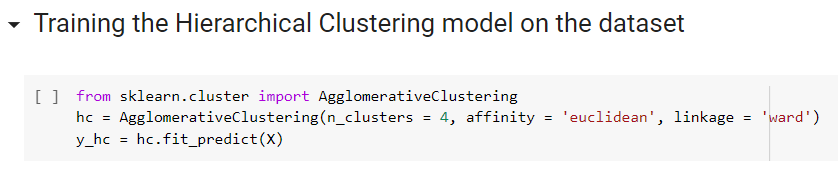 Training the Hierarchical Clustering model on the dataset
[ ] from sklearn.cluster import AgglomerativeClustering
hc = AgglomerativeClustering(n_clusters = 4, affinity = 'euclidean', linkage = 'ward')
y_hc = hc.fit_predict(X)